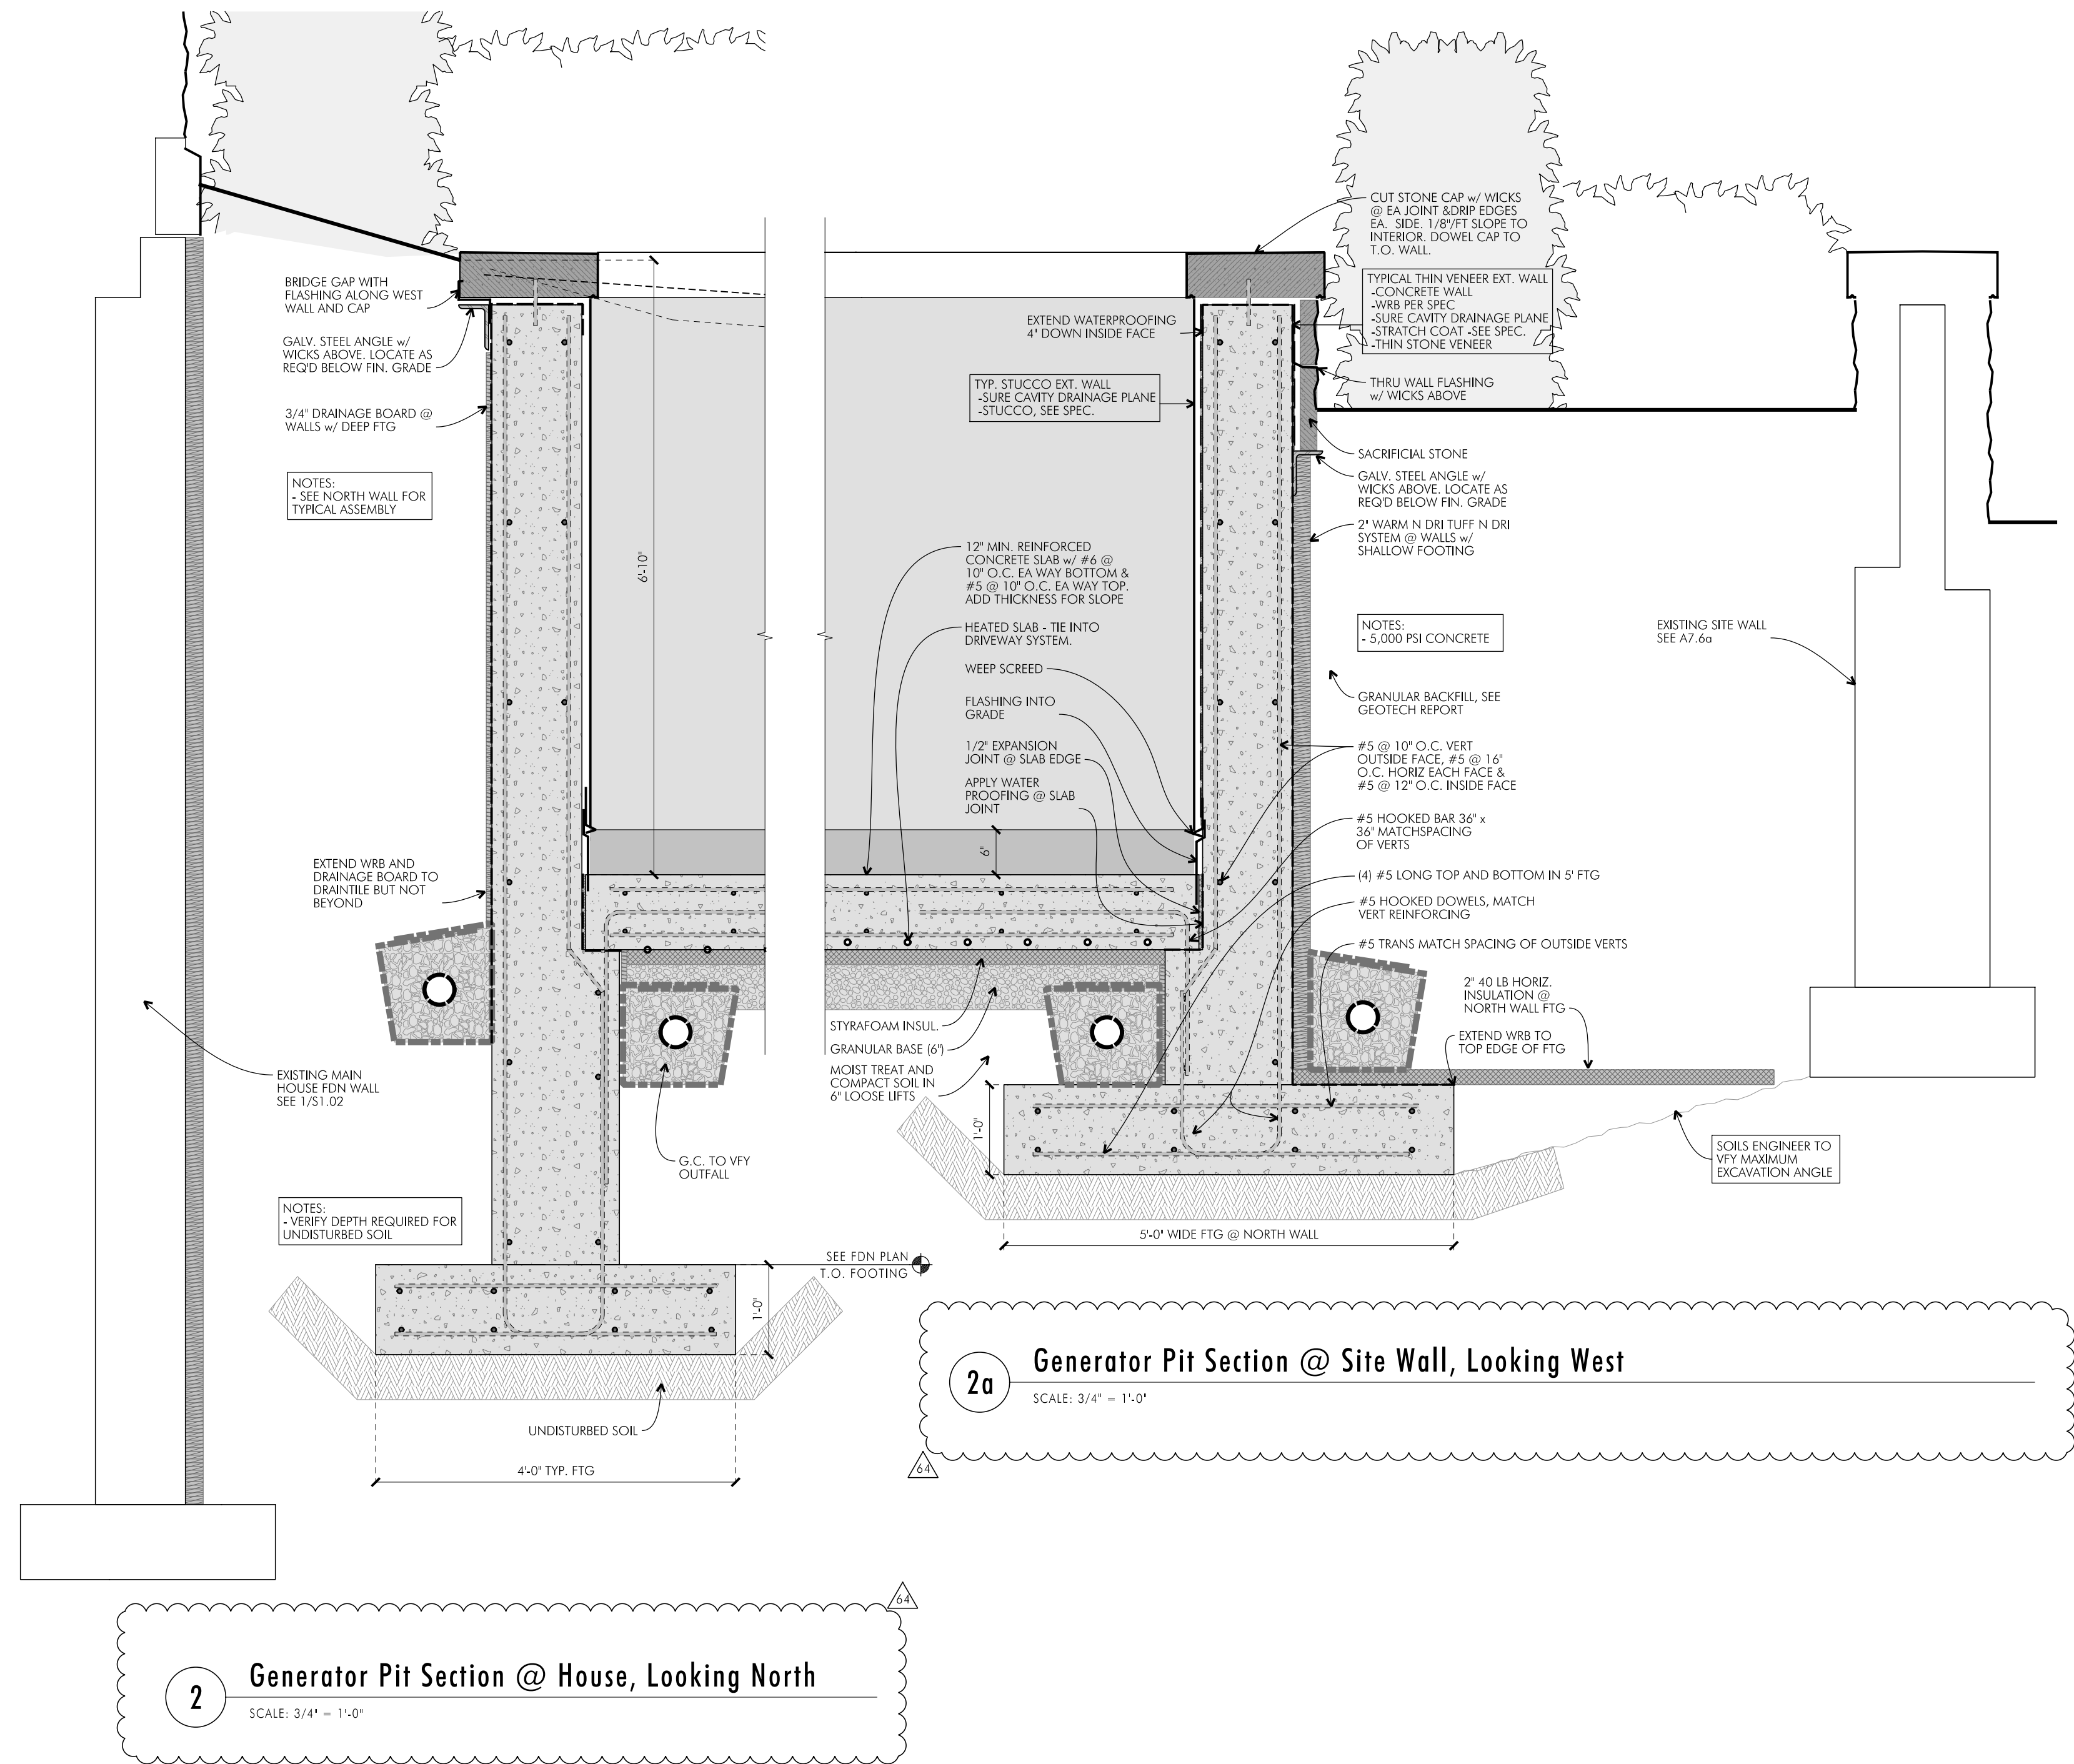 BRIDGE GAP WITH
FLASHING ALONG WEST
WALL AND CAP
GALV. STEEL ANGLE w/
WICKS ABOVE. LOCATE AS
REQ'D BELOW FIN. GRADE
3/4" DRAINAGE BOARD @
WALLS w/ DEEP FTG
NOTES:
- SEE NORTH WALL FOR
TYPICAL ASSEMBLY
6'-10"
EXTEND WRB AND
DRAINAGE BOARD TO
DRAINTILE BUT NOT
BEYOND
EXISTING MAIN
HOUSE FDN WALL
SEE 1/S1.02
G.C. TO VFY
OUTFALL
NOTES:
- VERIFY DEPTH REQUIRED FOR
UNDISTURBED SOIL
SEE FDN PLAN
T.O. FOOTING
1'-0"
UNDISTURBED SOIL
4'-0" TYP. FTG
EXTEND WATERPROOFING
4" DOWN INSIDE FACE
TYP. STUCCO EXT. WALL
-SURE CAVITY DRAINAGE PLANE
-STUCCO, SEE SPEC.
12" MIN. REINFORCED
CONCRETE SLAB w/ #6 @
10" O.C. EA WAY BOTTOM &
#5 @ 10" O.C. EA WAY TOP.
ADD THICKNESS FOR SLOPE
HEATED SLAB - TIE INTO
DRIVEWAY SYSTEM.
WEEP SCREED
FLASHING INTO
GRADE
1/2" EXPANSION
JOINT @ SLAB EDGE
APPLY WATER
PROOFING @ SLAB
JOINT
6"
STYRAFOAM INSUL.
GRANULAR BASE (6")
MOIST TREAT AND
COMPACT SOIL IN
6" LOOSE LIFTS
1'-0"
5'-0" WIDE FTG @ NORTH WALL
CUT STONE CAP w/ WICKS
@ EA JOINT &DRIP EDGES
EA. SIDE. 1/8"/FT SLOPE TO
INTERIOR. DOWEL CAP TO
T.O. WALL.
TYPICAL THIN VENEER EXT. WALL
-CONCRETE WALL
-WRB PER SPEC
-SURE CAVITY DRAINAGE PLANE
-STRATCH COAT -SEE SPEC.
-THIN STONE VENEER
THRU WALL FLASHING
w/ WICKS ABOVE
SACRIFICIAL STONE
GALV. STEEL ANGLE w/
WICKS ABOVE. LOCATE AS
REQ'D BELOW FIN. GRADE
2" WARM N DRI TUFF N DRI
SYSTEM @ WALLS w/
SHALLOW FOOTING
NOTES:
- 5,000 PSI CONCRETE
EXISTING SITE WALL
SEE A7.6a
GRANULAR BACKFILL, SEE
GEOTECH REPORT
#5 @ 10" O.C. VERT
OUTSIDE FACE, #5 @ 16"
O.C. HORIZ EACH FACE &
#5 @ 12" O.C. INSIDE FACE
#5 HOOKED BAR 36" x
36" MATCHSPACING
OF VERTS
(4) #5 LONG TOP AND BOTTOM IN 5' FTG
#5 HOOKED DOWELS, MATCH
VERT REINFORCING
#5 TRANS MATCH SPACING OF OUTSIDE VERTS
2" 40 LB HORIZ.
INSULATION @
NORTH WALL FTG
EXTEND WRB TO
TOP EDGE OF FTG
SOILS ENGINEER TO
VFY MAXIMUM
EXCAVATION ANGLE
2a
Generator Pit Section @ Site Wall, Looking West
SCALE: 3/4" = 1'-0"
64
64
2
Generator Pit Section @ House, Looking North
SCALE: 3/4" = 1'-0"